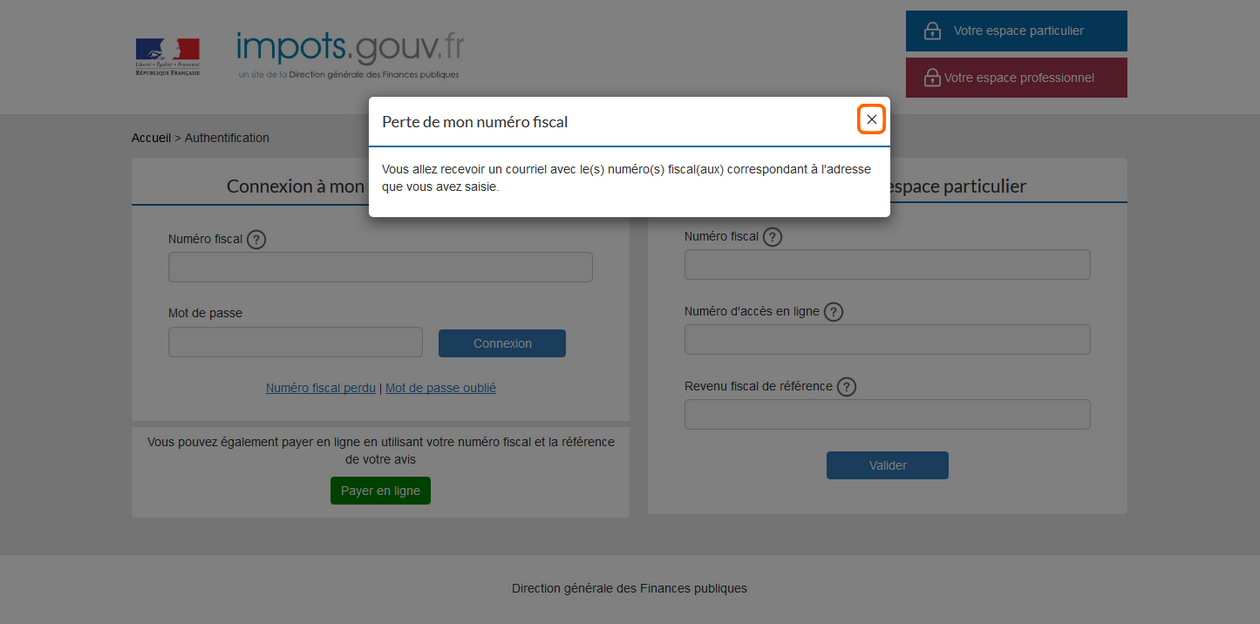 Liberté • Égalité • Fraternité
RÉPUBLIQUE FRANÇAISE
impots.gouv.fr
un site de la Direction générale des Finances publiques
Votre espace particulier
Votre espace professionnel
Perte de mon numéro fiscal
Vous allez recevoir un courriel avec le(s) numéro(s) fiscal(aux) correspondant à l'adresse
que vous avez saisie.
Accueil > Authentification
Connexion à mon
espace particulier
Numéro fiscal ?
Mot de passe
Connexion
Numéro fiscal perdu | Mot de passe oublié
Vous pouvez également payer en ligne en utilisant votre numéro fiscal et la référence
de votre avis
Payer en ligne
Numéro fiscal ?
Numéro d'accès en ligne ?
Revenu fiscal de référence ?
Valider
Direction générale des Finances publiques